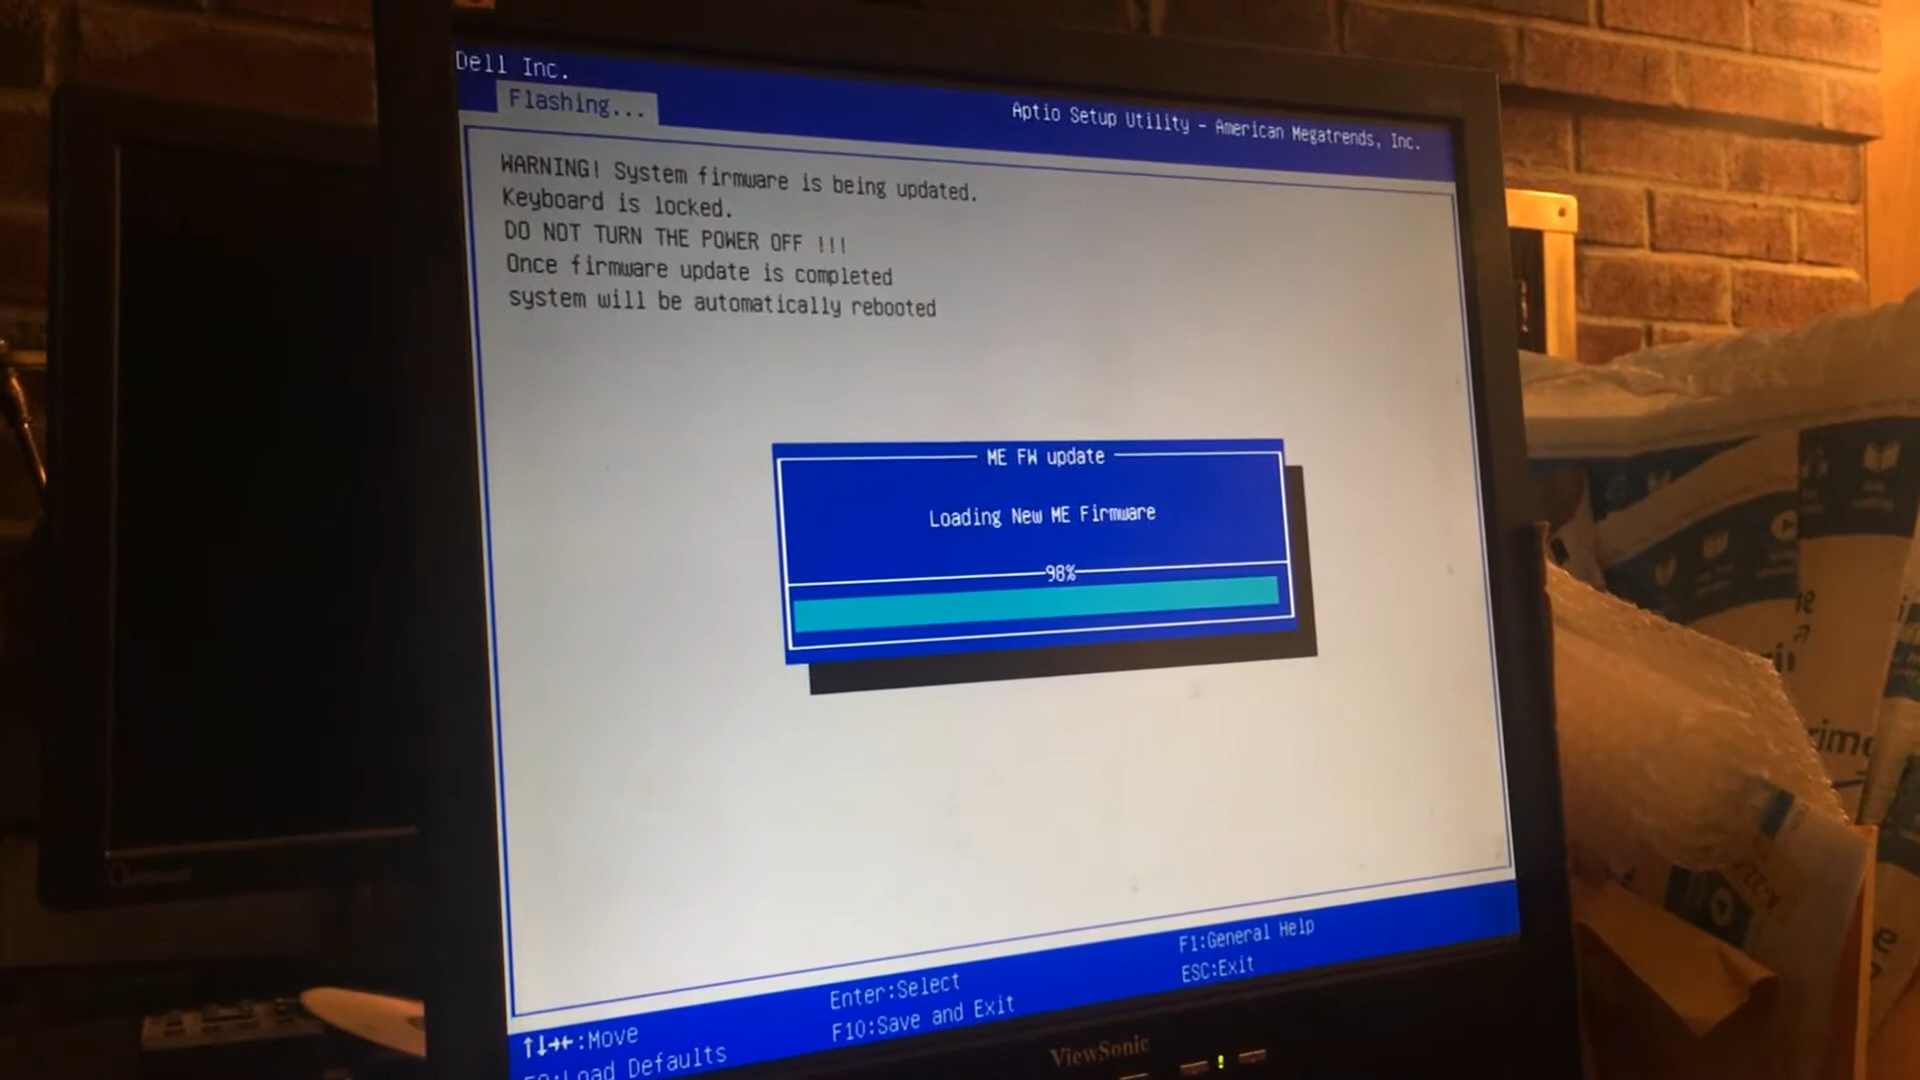 Dell Inc.
Flashing...
Aptio Setup Utility - American Megatrends, Inc.
WARNING! System firmware is being updated.
Keyboard is locked.
DO NOT TURN THE POWER OFF !!!
Once firmware update is completed
system will be automatically rebooted
ME FW update
Loading New ME Firmware
98%
↑↓→←:Move
Enter:Select
F1:General Help
Load Defaults
F10:Save and Exit
ESC:Exit
ViewSonic